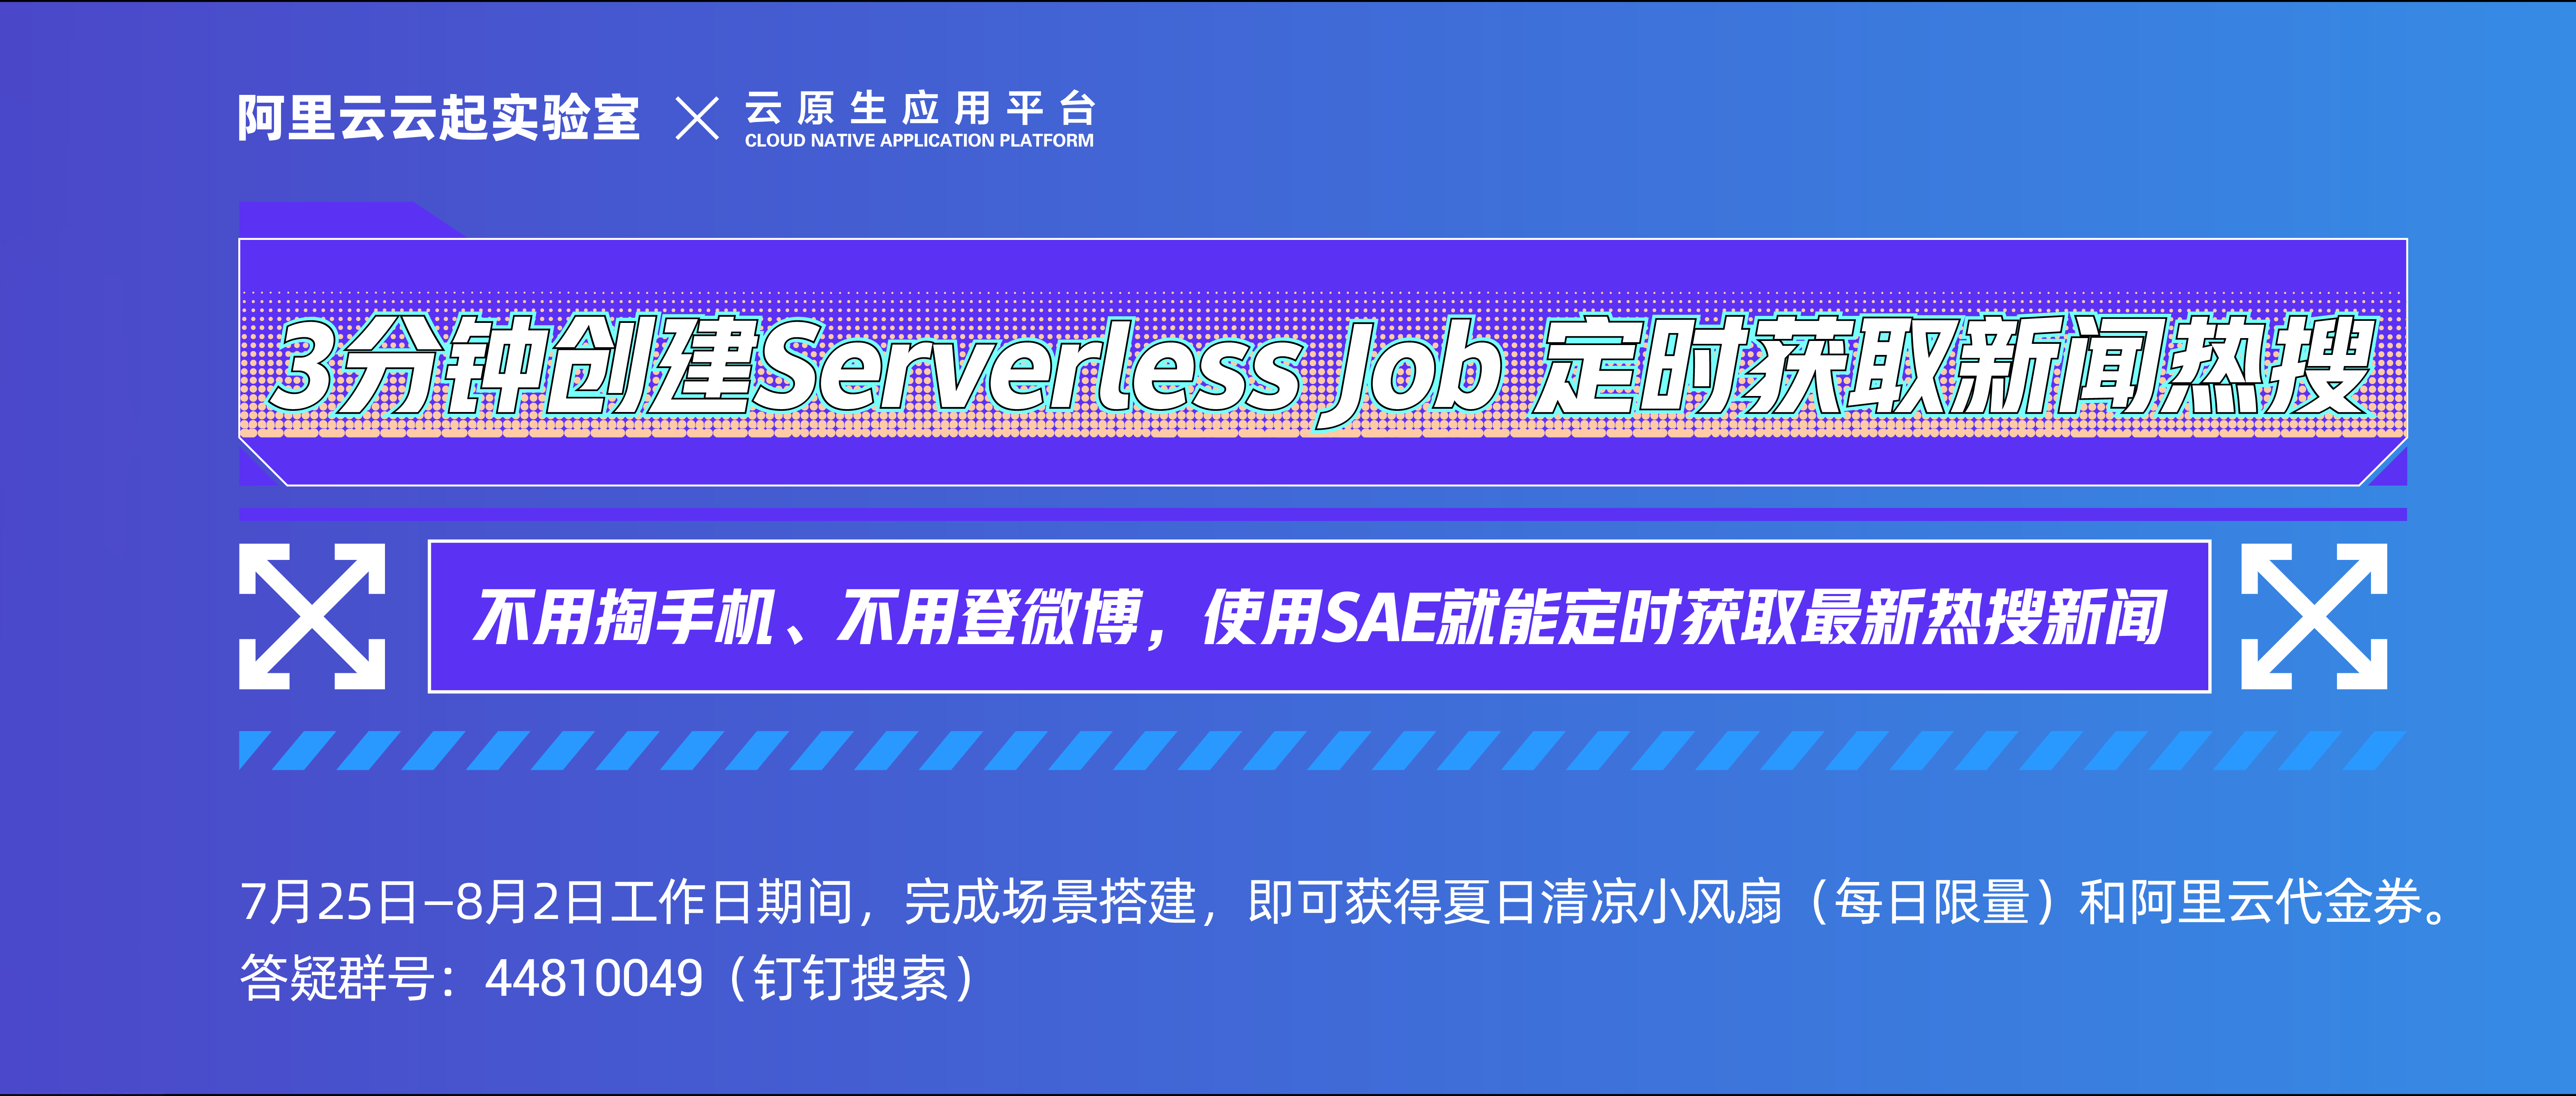 阿里云云起实验室
云原生应用平台
CLOUD NATIVE APPLICATION PLATFORM
3分钟创建Serverless Job 定时获取新闻热搜
不用掏手机、不用登微博，使用SAE就能定时获取最新热搜新闻
7月25日–8月2日工作日期间，完成场景搭建，即可获得夏日清凉小风扇（每日限量）和阿里云代金券。
答疑群号：44810049（钉钉搜索）